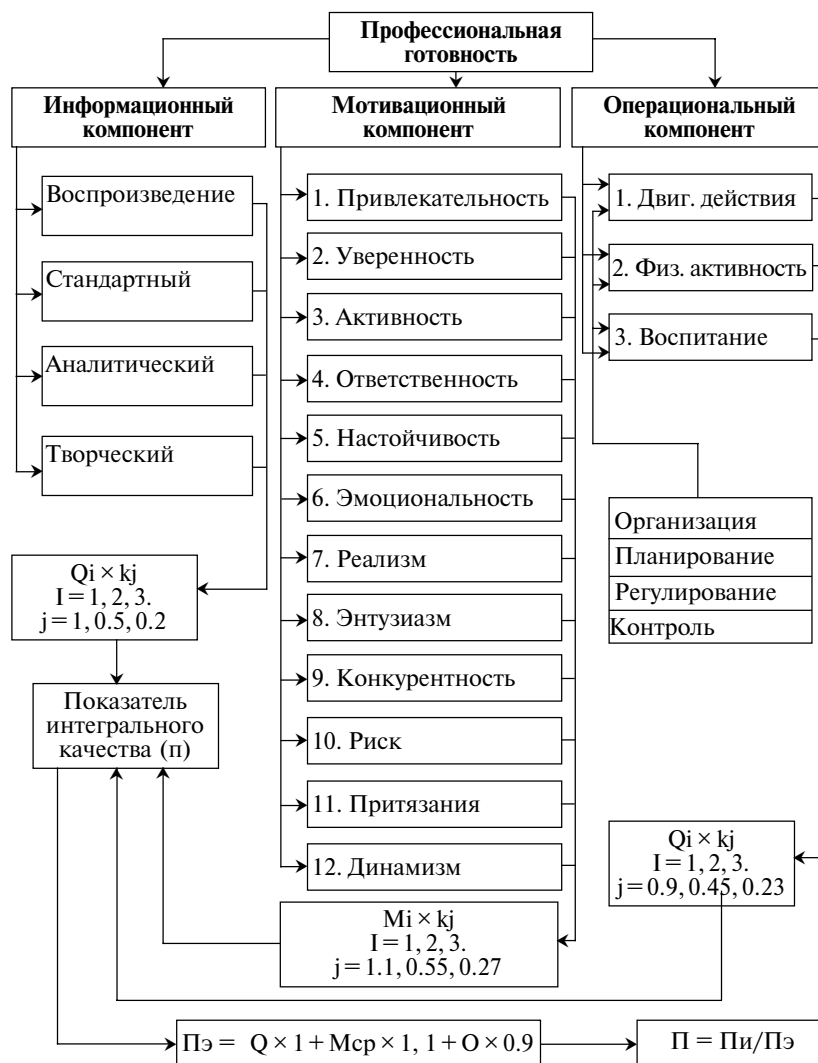 Профессиональная
готовность
Информационный
компонент
Мотивационный
компонент
Операциональный
компонент
Воспроизведение
Стандартный
Аналитический
Творческий
Qi × kj
I = 1, 2, 3.
j = 1, 0.5, 0.2
Показатель
интегрального
качества (п)
1. Привлекательность
2. Уверенность
3. Активность
4. Ответственность
5. Настойчивость
6. Эмоциональность
7. Реализм
8. Энтузиазм
9. Конкурентность
10. Риск
11. Притязания
12. Динамизм
Mi × kj
I = 1, 2, 3.
j = 1.1, 0.55, 0.27
1. Двиг. действия
2. Физ. активность
3. Воспитание
Организация
Планирование
Регулирование
Контроль
Qi × kj
I = 1, 2, 3.
j = 0.9, 0.45, 0.23
Пэ = Q × 1 + Мср × 1, 1 + О × 0.9
П = Пи/Пэ